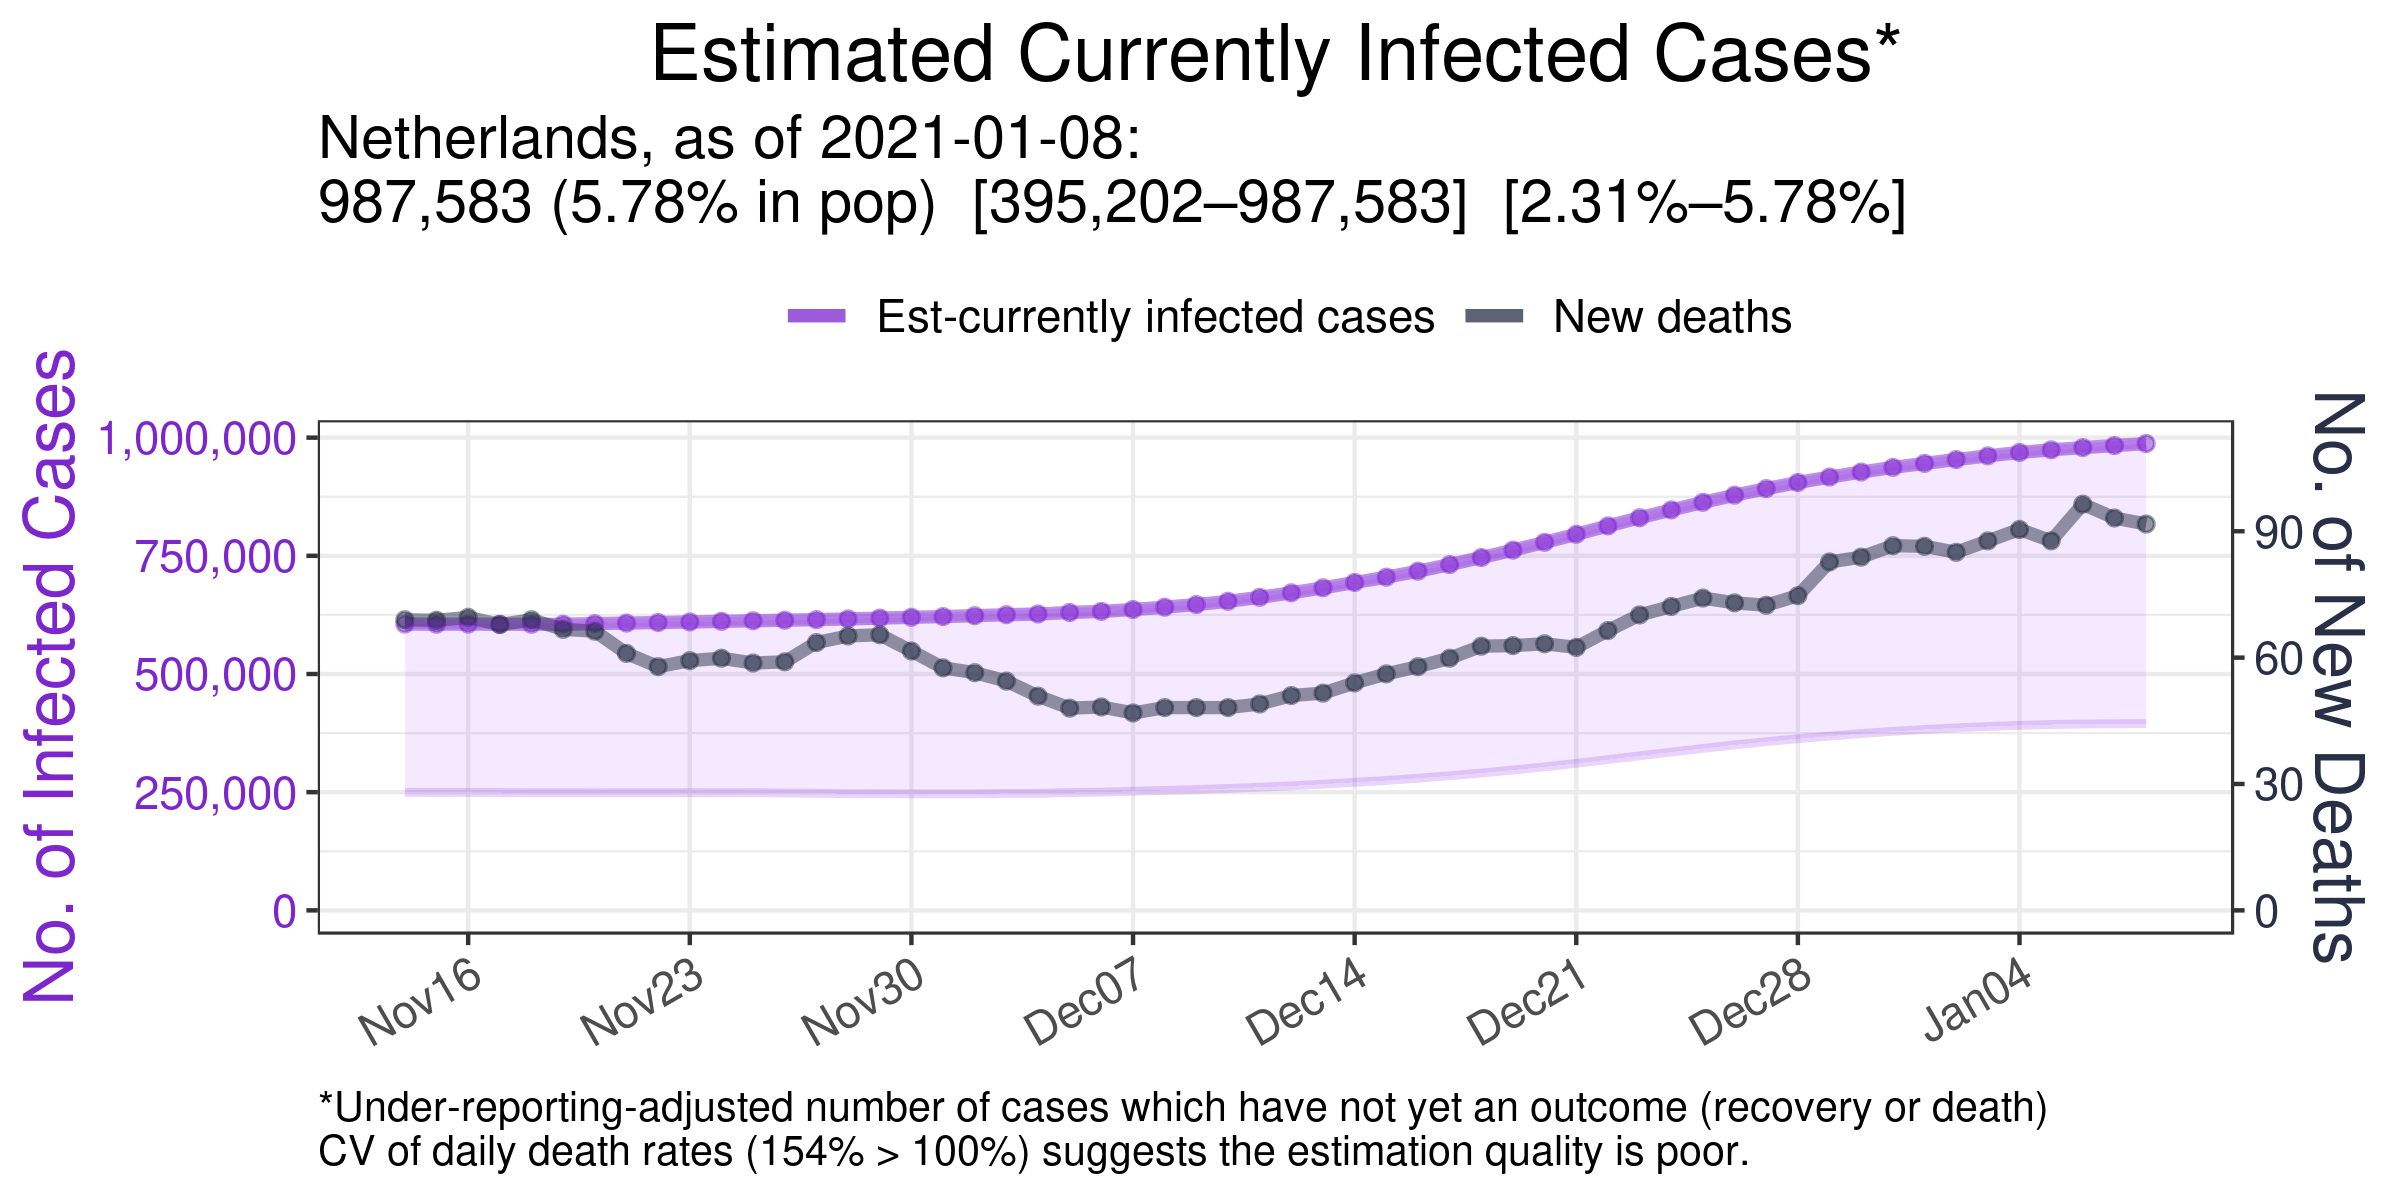 Estimated Currently Infected Cases*
Netherlands, as of 2021-01-08:
987,583 (5.78% in pop)  [395,202–987,583]  [2.31%–5.78%]
Est-currently infected cases
New deaths
No. of Infected Cases
1,000,000
750,000
500,000
250,000
0
90
60
30
0
No. of New Deaths
Nov16
Nov23
Nov30
Dec07
Dec14
Dec21
Dec28
Jan04
*Under-reporting-adjusted number of cases which have not yet an outcome (recovery or death)
CV of daily death rates (154% > 100%) suggests the estimation quality is poor.